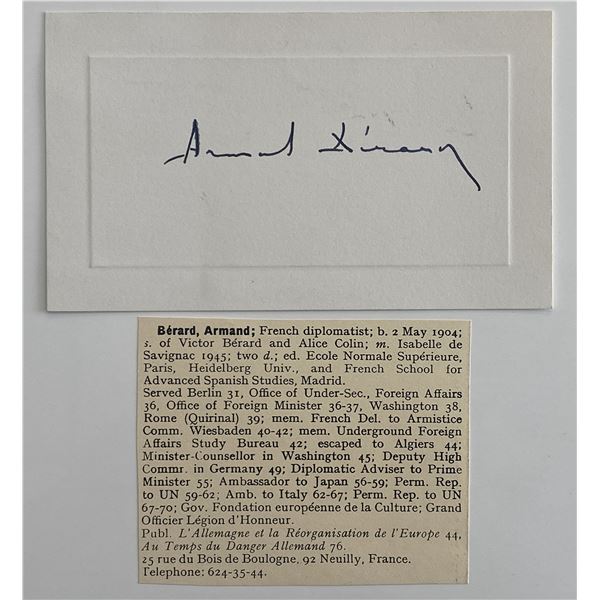 Armand Bérard
Bérard, Armand; French diplomatist; b. 2 May 1904;
s. of Victor Bérard and Alice Colin; m. Isabelle de
Savignac 1945; two d.; ed. Ecole Normale Supérieure,
Paris, Heidelberg Univ., and French School for
Advanced Spanish Studies, Madrid.
Served Berlin 31, Office of Under-Sec., Foreign Affairs
36, Office of Foreign Minister 36-37, Washington 38,
Rome (Quirinal) 39; mem. French Del. to Armistice
Comm. Wiesbaden 40-42; mem. Underground Foreign
Affairs Study Bureau 42; escaped to Algiers 44;
Minister-Counsellor in Washington 45; Deputy High
Commr. in Germany 49; Diplomatic Adviser to Prime
Minister 55; Ambassador to Japan 56-59; Perm. Rep.
to UN 59-62; Amb. to Italy 62-67; Perm. Rep. to UN
67-70; Gov. Fondation européenne de la Culture; Grand
Officier Légion d'Honneur.
Publ. L'Allemagne et la Réorganisation de l'Europe 44,
Au Temps du Danger Allemand 76.
25 rue du Bois de Boulogne, 92 Neuilly, France.
Telephone: 624-35-44.